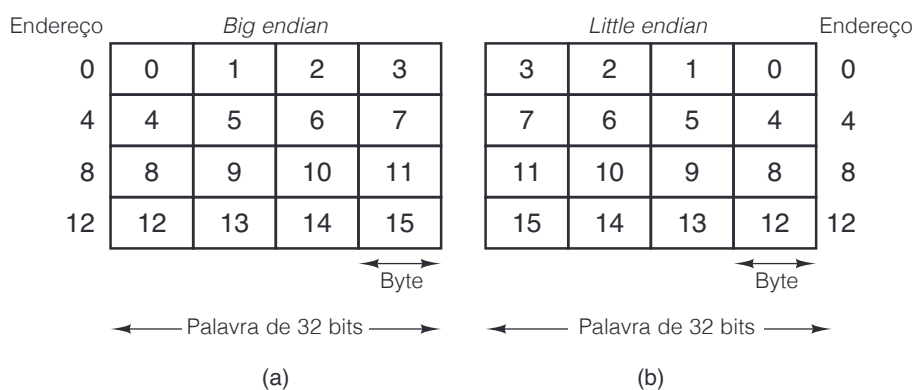 Endereço Big endian Little endian Endereço
0 0 1 2 3 3 2 1 0 0
4 4 5 6 7 7 6 5 4 4
8 8 9 10 11 11 10 9 8 8
12 12 13 14 15 15 14 13 12 12
Byte Byte
Palavra de 32 bits Palavra de 32 bits
(a) (b)